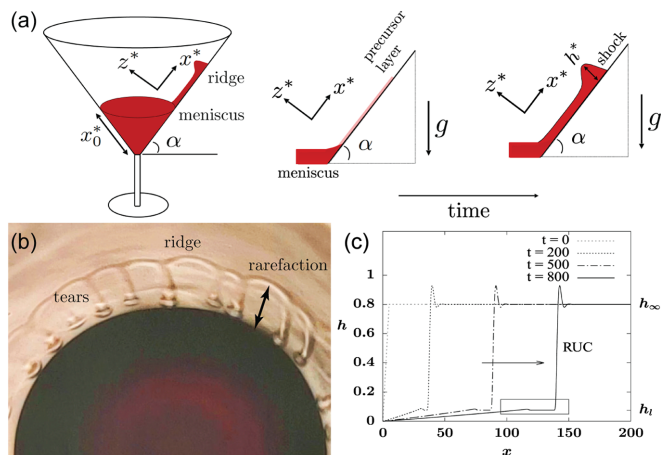 (a)
z*
x*
ridge
meniscus
x₀*
α
precursor
layer
z*
x*
g
α
meniscus
h*
shock
z*
x*
g
α
time
(b)
ridge
rarefaction
tears
(c)
t = 0
t = 200
t = 500
t = 800
1
0.8
0.6
0.4
0.2
0
h
h∞
RUC
hₗ
0 50 100 150 200
x